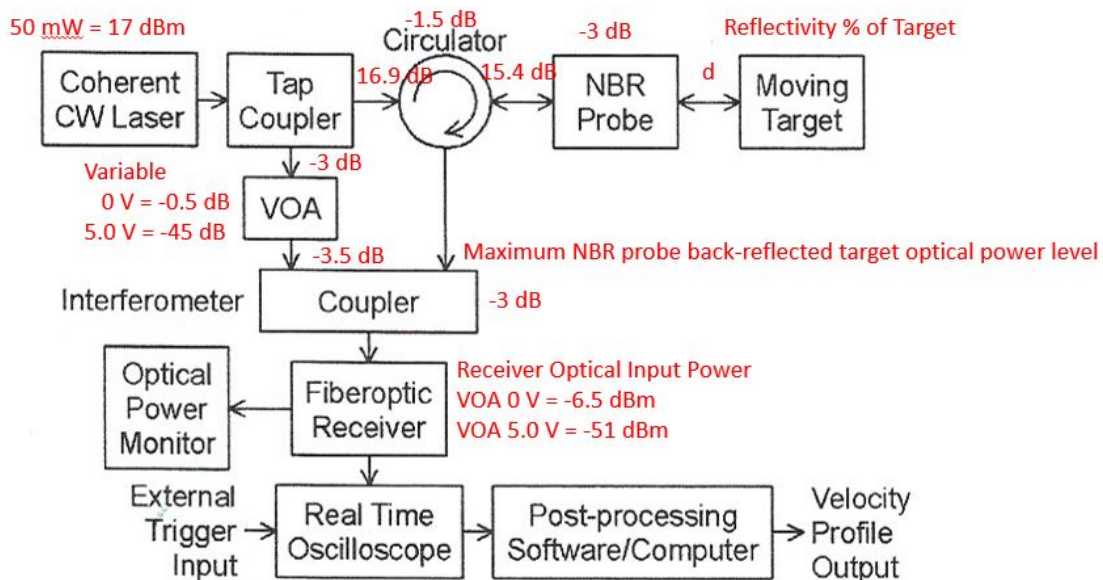 50 mW = 17 dBm
-1.5 dB
Circulator
-3 dB
Reflectivity % of Target
Coherent
CW Laser
Tap
Coupler
16.9 dB
15.4 dB
NBR
Probe
d
Moving
Target
-3 dB
Variable
0 V = -0.5 dB
5.0 V = -45 dB
VOA
-3.5 dB
Maximum NBR probe back-reflected target optical power level
Interferometer
Coupler
-3 dB
Optical
Power
Monitor
Fiberoptic
Receiver
Receiver Optical Input Power
VOA 0 V = -6.5 dBm
VOA 5.0 V = -51 dBm
External
Trigger
Input
Real Time
Oscilloscope
Post-processing
Software/Computer
Velocity
Profile
Output